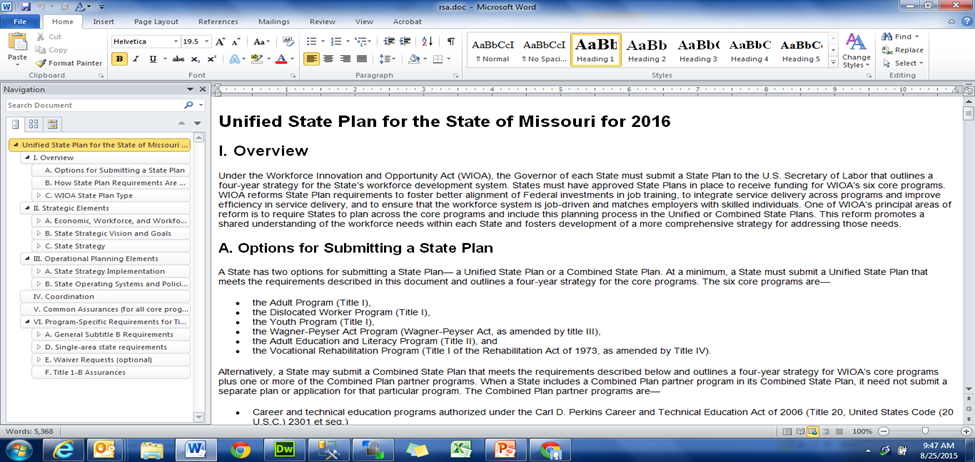 rsa.doc - Microsoft Word
File Home Insert Page Layout References Mailings Review View Acrobat
Paste
Cut
Copy
Format Painter
Clipboard
Helvetica 19.5
Font
Paragraph
AaBbCcI AaBbCcI AaBb AaBb AaBb( AaBbC AaBbC
¶ Normal ¶ No Spaci... Heading 1 Heading 2 Heading 3 Heading 4 Heading 5
Styles
Change Styles
Find
Replace
Select
Editing
Navigation
Search Document
Unified State Plan for the State of Missouri ...
I. Overview
A. Options for Submitting a State Plan
B. How State Plan Requirements Are ...
C. WIOA State Plan Type
II. Strategic Elements
A. Economic, Workforce, and Workfo...
B. State Strategic Vision and Goals
C. State Strategy
III. Operational Planning Elements
A. State Strategy Implementation
B. State Operating Systems and Polici...
IV. Coordination
V. Common Assurances (for all core prog...
VI. Program-Specific Requirements for Ti...
A. General Subtitle B Requirements
D. Single-area state requirements
E. Waiver Requests (optional)
F. Title 1-B Assurances
Unified State Plan for the State of Missouri for 2016
I. Overview
Under the Workforce Innovation and Opportunity Act (WIOA), the Governor of each State must submit a State Plan to the U.S. Secretary of Labor that outlines a
four-year strategy for the State's workforce development system. States must have approved State Plans in place to receive funding for WIOA's six core programs.
WIOA reforms State Plan requirements to foster better alignment of Federal investments in job training, to integrate service delivery across programs and improve
efficiency in service delivery, and to ensure that the workforce system is job-driven and matches employers with skilled individuals. One of WIOA's principal areas of
reform is to require States to plan across the core programs and include this planning process in the Unified or Combined State Plans. This reform promotes a
shared understanding of the workforce needs within each State and fosters development of a more comprehensive strategy for addressing those needs.
A. Options for Submitting a State Plan
A State has two options for submitting a State Plan— a Unified State Plan or a Combined State Plan. At a minimum, a State must submit a Unified State Plan that
meets the requirements described in this document and outlines a four-year strategy for the core programs. The six core programs are—
• the Adult Program (Title I),
• the Dislocated Worker Program (Title I),
• the Youth Program (Title I),
• the Wagner-Peyser Act Program (Wagner-Peyser Act, as amended by title III),
• the Adult Education and Literacy Program (Title II), and
• the Vocational Rehabilitation Program (Title I of the Rehabilitation Act of 1973, as amended by Title IV).
Alternatively, a State may submit a Combined State Plan that meets the requirements described below and outlines a four-year strategy for WIOA's core programs
plus one or more of the Combined Plan partner programs. When a State includes a Combined Plan partner program in its Combined State Plan, it need not submit a
separate plan or application for that particular program. The Combined Plan partner programs are—
• Career and technical education programs authorized under the Carl D. Perkins Career and Technical Education Act of 2006 (Title 20, United States Code (20
U.S.C.) 2301 et seq.)
Words: 5,368
100%
9:47 AM
8/25/2015